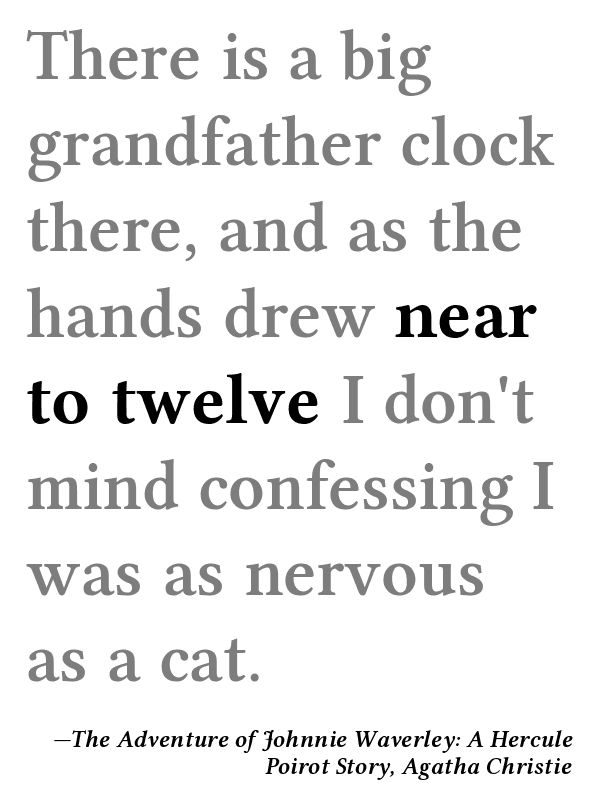 There is a big
grandfather clock
there, and as the
hands drew near
to twelve I don't
mind confessing I
was as nervous
as a cat.
—The Adventure of Johnnie Waverley: A Hercule
Poirot Story, Agatha Christie